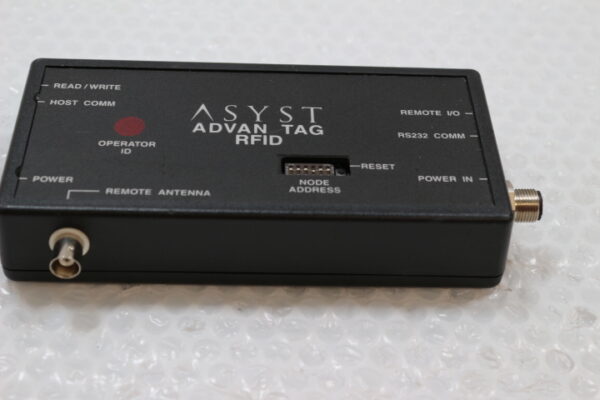 READ / WRITE
HOST COMM
OPERATOR
ID
POWER
REMOTE ANTENNA
ASYST
ADVAN TAG
RFID
RESET
NODE
ADDRESS
REMOTE I/O
RS232 COMM
POWER IN